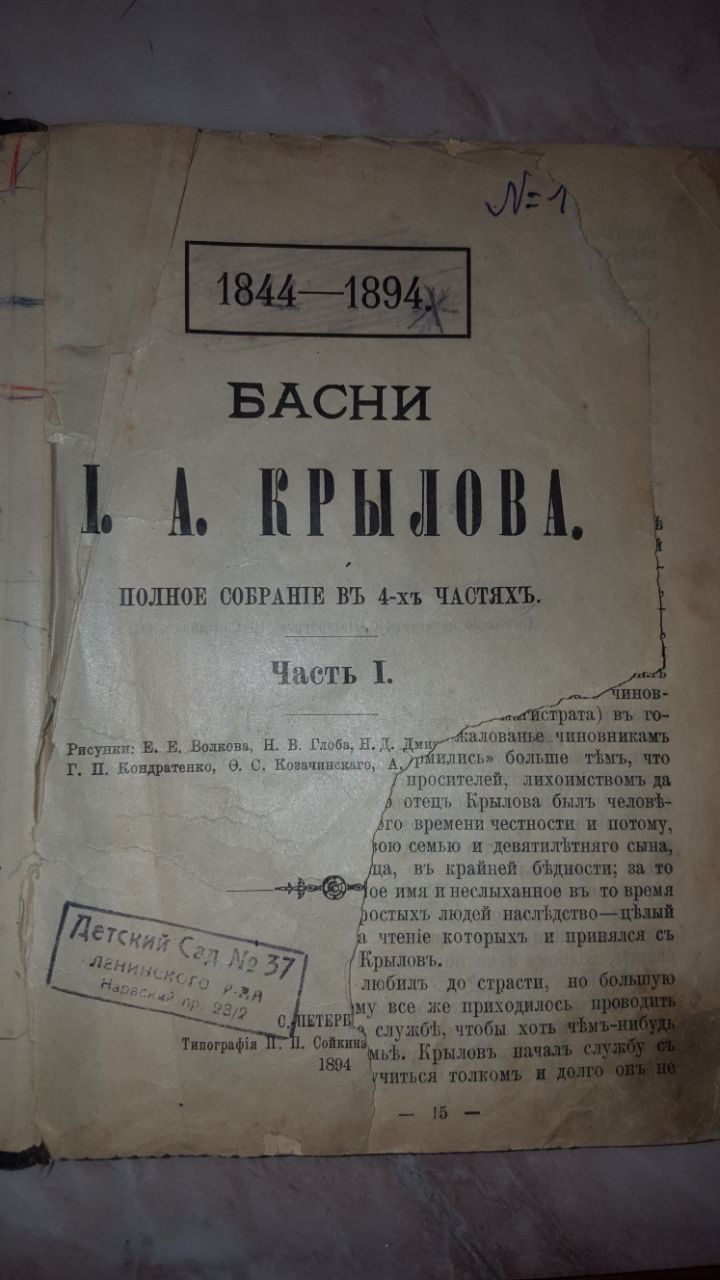 № 1
1844—1894.
БАСНИ
І. А. КРЫЛОВА.
ПОЛНОЕ СОБРАНІЕ ВЪ 4-хъ ЧАСТЯХЪ.
Часть I.
Рисунки: Е. Е. Волкова, Н. В. Глоба, Н. Д.
Г. П. Кондратенко, Ѳ. С. Козачинскаго, А.
Детский Сад № 37
ЛЕНИНСКОГО Р-НА
Нарвский пр. 23/2
С. ПЕТЕРБ
Типографія П. П. Сойкина
1894
чинов-
гистрата) въ го-
жалованье чиновникамъ
рмились» больше тѣмъ, что
просителей, лихоимствомъ да
отецъ Крылова былъ человѣ-
ого времени честности и потому,
вою семью и девятилѣтняго сына,
ца, въ крайней бѣдности; за то
ое имя и неслыханное въ то время
ростыхъ людей наслѣдство—цѣлый
а чтеніе которыхъ и принялся съ
Крыловъ.
любилъ до страсти, но большую
му все же приходилось проводить
службѣ, чтобы хоть чѣмъ-нибудь
мьѣ. Крыловъ началъ службу съ
учиться толкомъ и долго онъ не
— 15 —